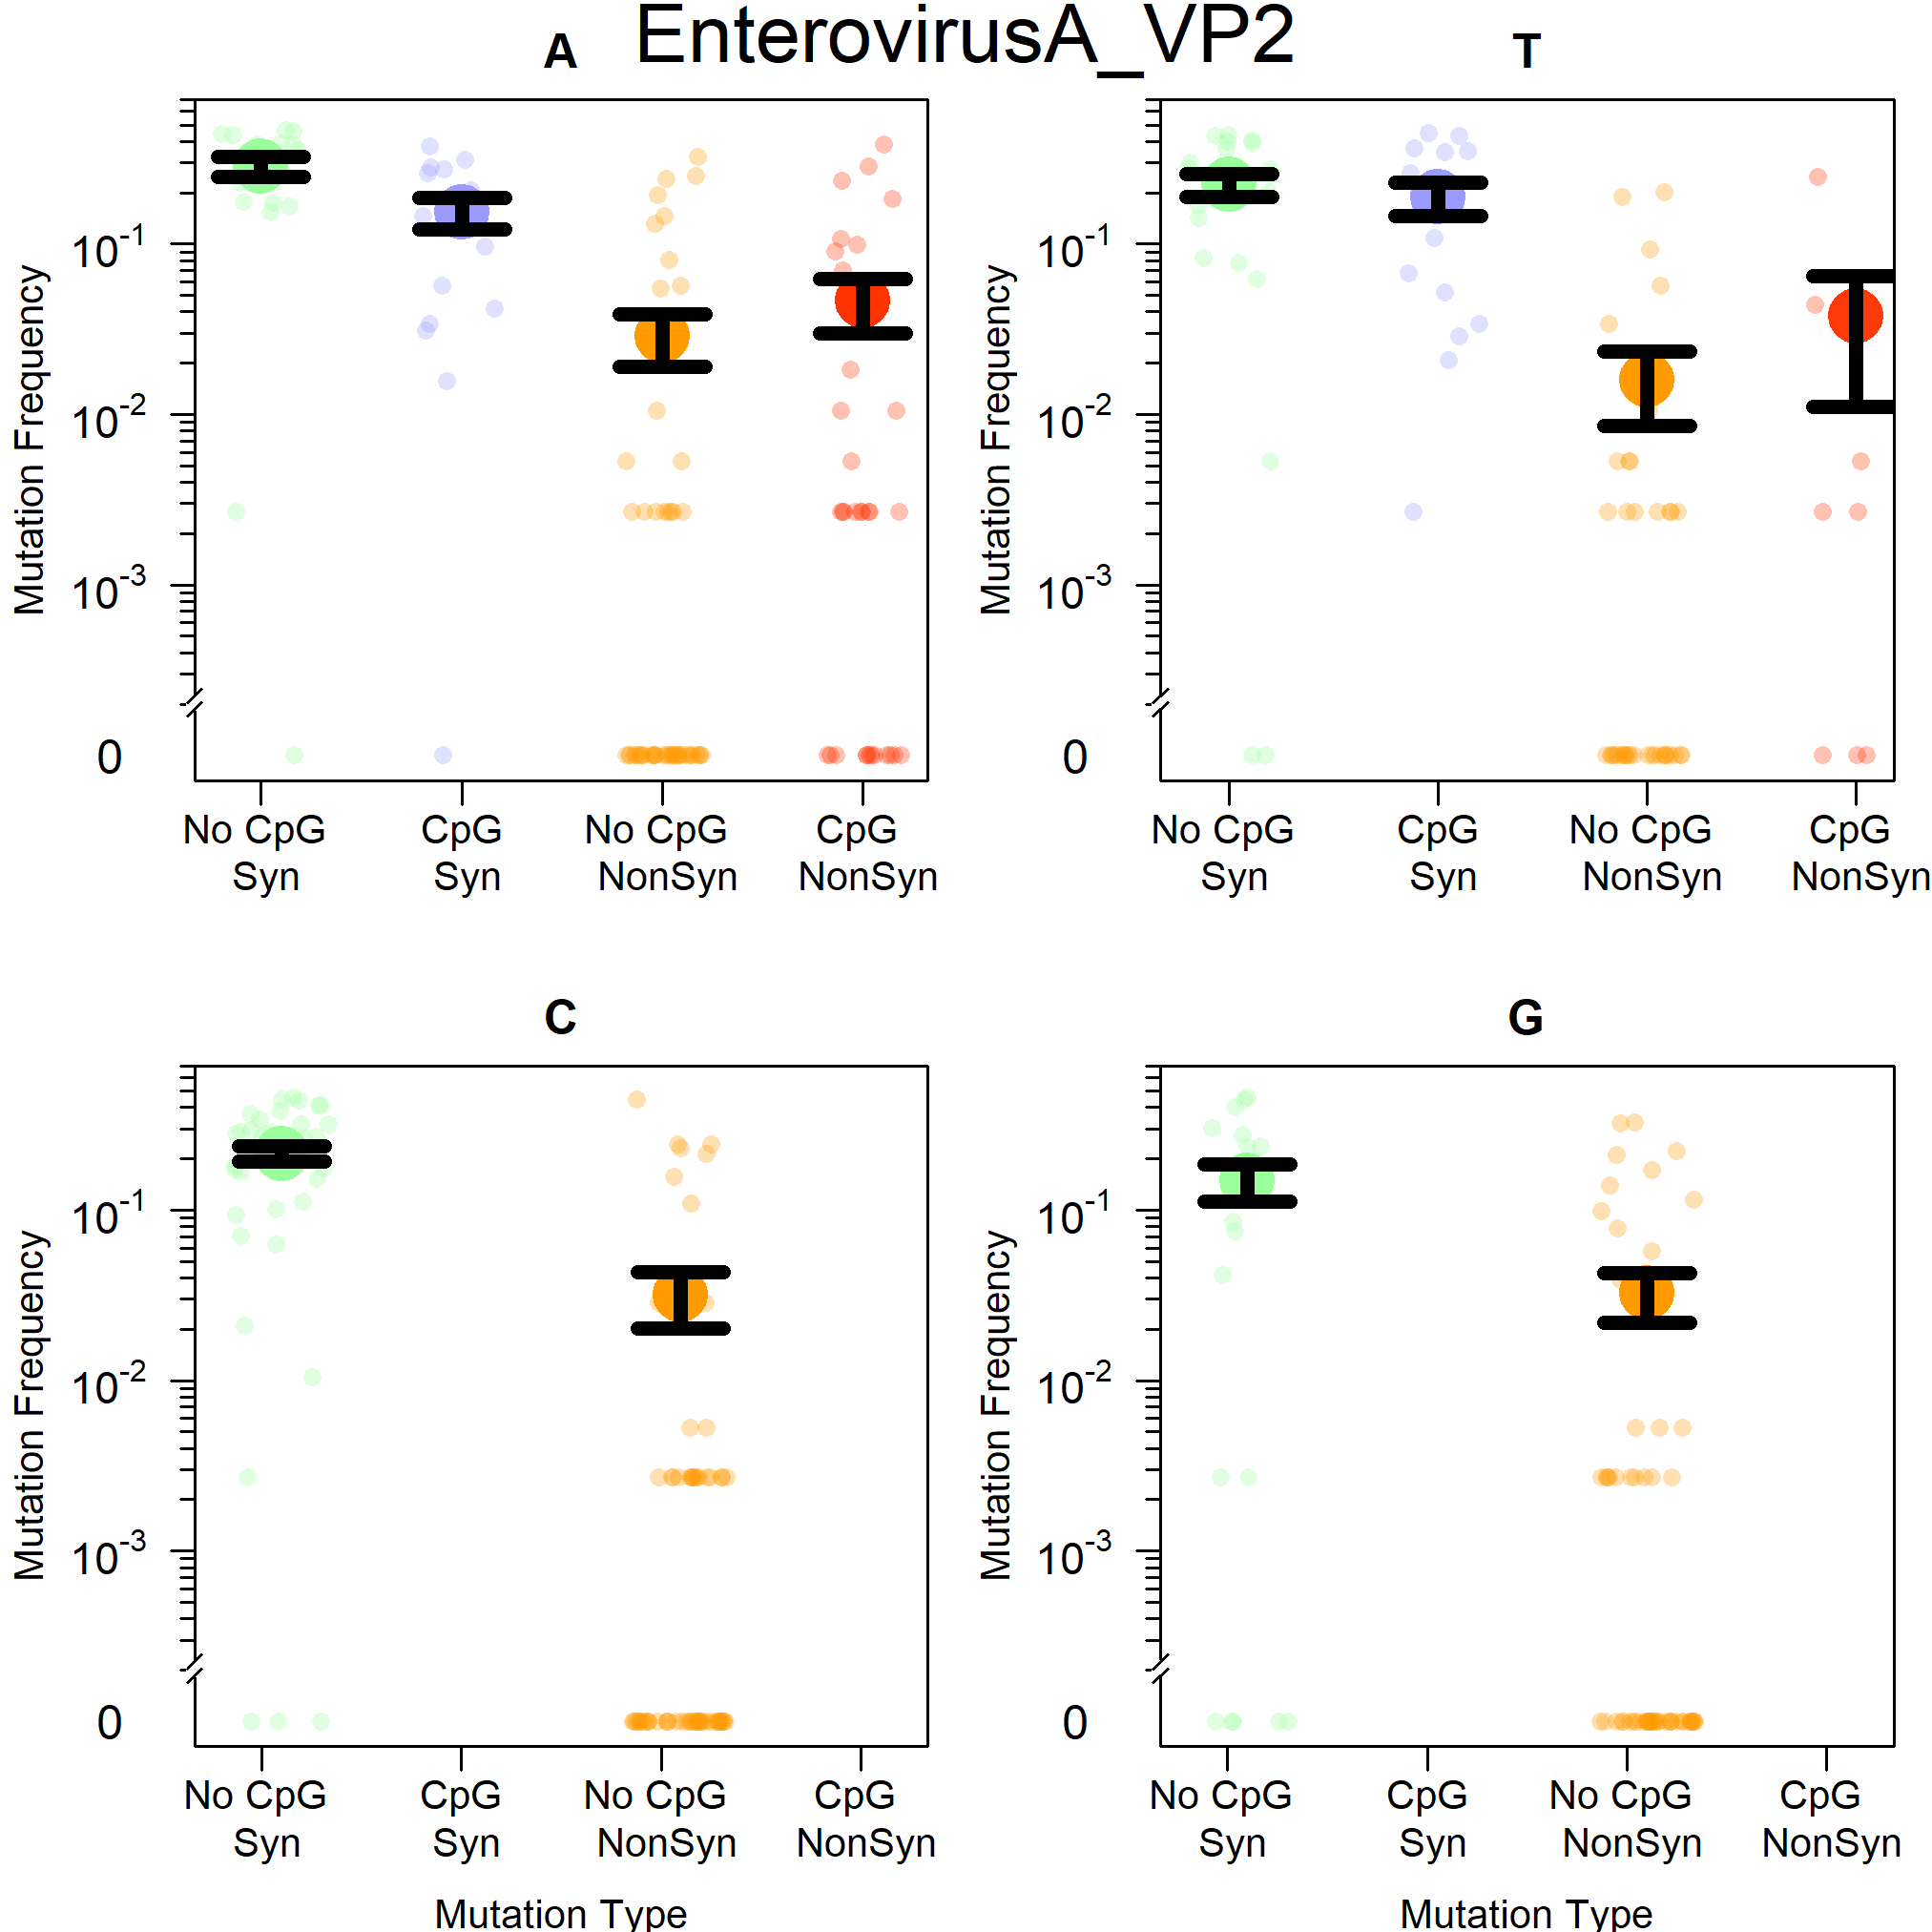 EnterovirusA_VP2
A
Mutation Frequency
10-1
10-2
10-3
0
No CpG Syn
CpG Syn
No CpG NonSyn
CpG NonSyn
T
Mutation Frequency
10-1
10-2
10-3
0
No CpG Syn
CpG Syn
No CpG NonSyn
CpG NonSyn
C
Mutation Frequency
10-1
10-2
10-3
0
No CpG Syn
CpG Syn
No CpG NonSyn
CpG NonSyn
Mutation Type
G
Mutation Frequency
10-1
10-2
10-3
0
No CpG Syn
CpG Syn
No CpG NonSyn
CpG NonSyn
Mutation Type